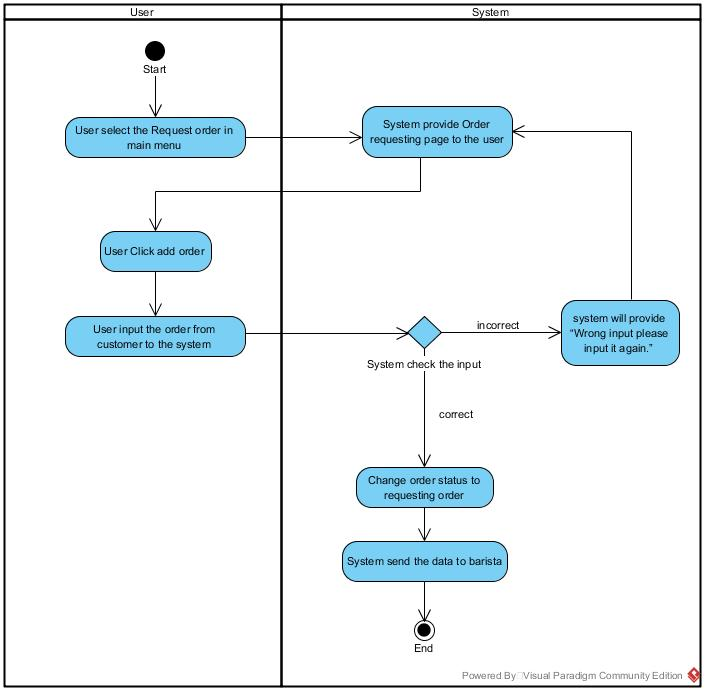 User
System
Start
User select the Request order in
main menu
System provide Order
requesting page to the user
User Click add order
User input the order from
customer to the system
incorrect
system will provide
“Wrong input please
input it again.”
System check the input
correct
Change order status to
requesting order
System send the data to barista
End
Powered By Visual Paradigm Community Edition